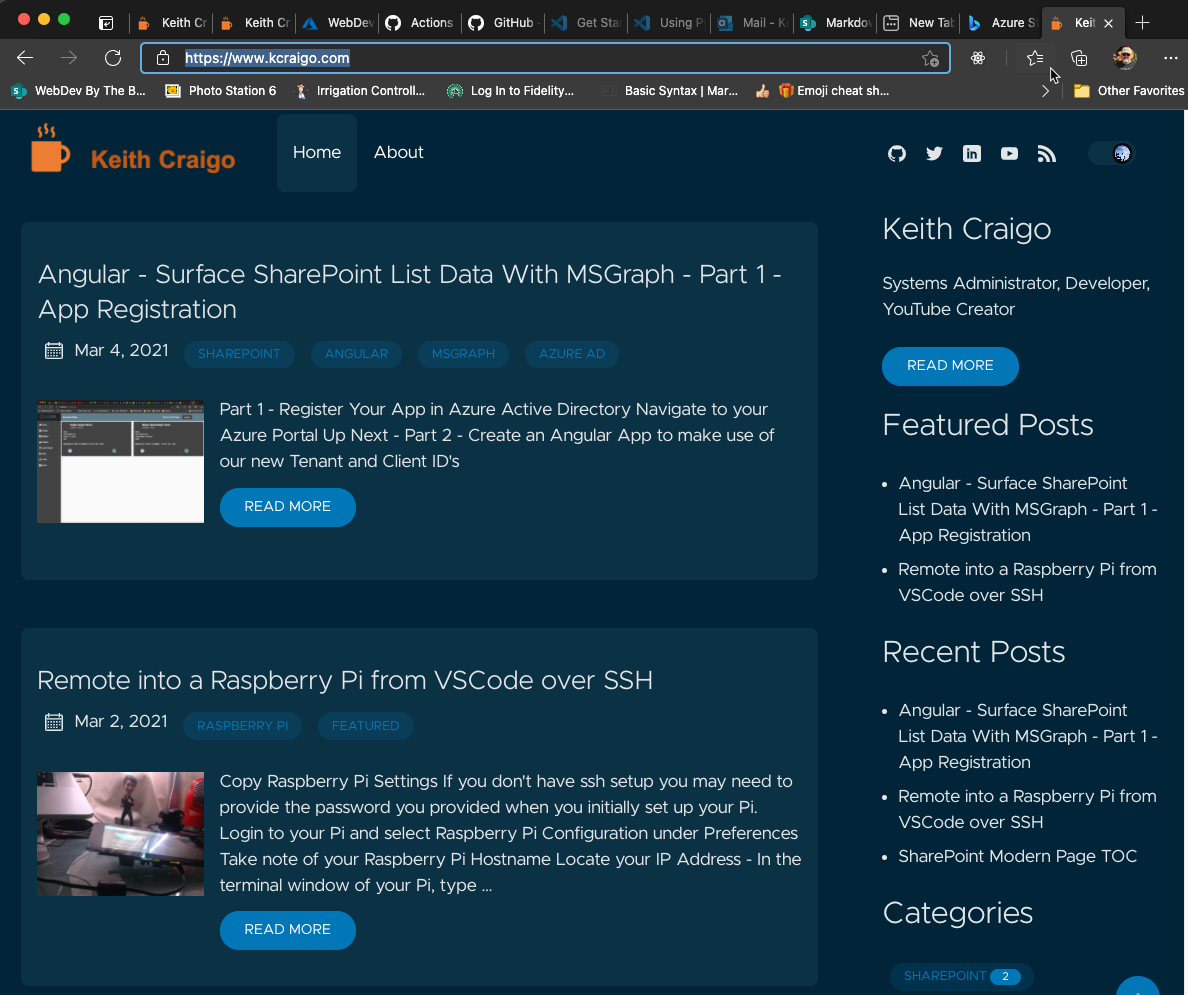 Keith Cr
Keith Cr
WebDev
Actions
GitHub -
Get Star
Using P
Mail - K
Markdow
New Tab
Azure S
Keit
https://www.kcraigo.com
WebDev By The B...
Photo Station 6
Irrigation Controll...
Log In to Fidelity...
Basic Syntax | Mar...
Emoji cheat sh...
Other Favorites
Keith Craigo
Home
About
Angular - Surface SharePoint List Data With MSGraph - Part 1 -
App Registration
Mar 4, 2021
SHAREPOINT
ANGULAR
MSGRAPH
AZURE AD
Part 1 - Register Your App in Azure Active Directory Navigate to your
Azure Portal Up Next - Part 2 - Create an Angular App to make use of
our new Tenant and Client ID's
READ MORE
Remote into a Raspberry Pi from VSCode over SSH
Mar 2, 2021
RASPBERRY PI
FEATURED
Copy Raspberry Pi Settings If you don't have ssh setup you may need to
provide the password you provided when you initially set up your Pi.
Login to your Pi and select Raspberry Pi Configuration under Preferences
Take note of your Raspberry Pi Hostname Locate your IP Address - In the
terminal window of your Pi, type ...
READ MORE
Keith Craigo
Systems Administrator, Developer,
YouTube Creator
READ MORE
Featured Posts
Angular - Surface SharePoint
List Data With MSGraph - Part 1 -
App Registration
Remote into a Raspberry Pi from
VSCode over SSH
Recent Posts
Angular - Surface SharePoint
List Data With MSGraph - Part 1 -
App Registration
Remote into a Raspberry Pi from
VSCode over SSH
SharePoint Modern Page TOC
Categories
SHAREPOINT 2